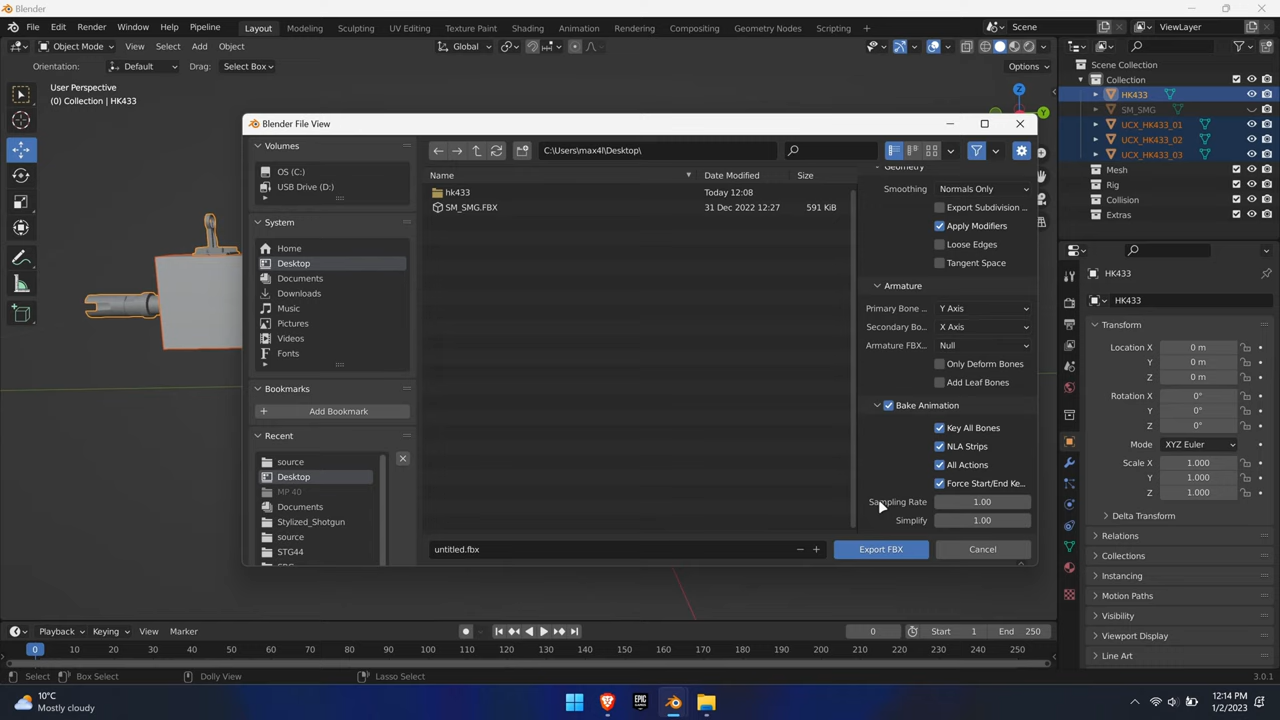 Blender
File Edit Render Window Help Pipeline Layout Modeling Sculpting UV Editing Texture Paint Shading Animation Rendering Compositing Geometry Nodes Scripting Scene ViewLayer
Object Mode View Select Add Object Global
Orientation: Default Drag: Select Box Options
User Perspective
(0) Collection | HK433
Z
Y
Scene Collection
Collection
HK433
SM_SMG
UCX_HK433_01
UCX_HK433_02
UCX_HK433_03
Mesh
Rig
Collision
Extras
Blender File View
Volumes
OS (C:)
USB Drive (D:)
System
Home
Desktop
Documents
Downloads
Music
Pictures
Videos
Fonts
Bookmarks
Add Bookmark
Recent
source
Desktop
MP 40
Documents
Stylized_Shotgun
source
STG44
C:\Users\max4l\Desktop\
Name Date Modified Size
hk433 Today 12:08
SM_SMG.FBX 31 Dec 2022 12:27 591 KiB
Geometry
Smoothing Normals Only
Export Subdivision ...
Apply Modifiers
Loose Edges
Tangent Space
Armature
Primary Bone ... Y Axis
Secondary Bo... X Axis
Armature FBX... Null
Only Deform Bones
Add Leaf Bones
Bake Animation
Key All Bones
NLA Strips
All Actions
Force Start/End Ke...
Sampling Rate 1.00
Simplify 1.00
untitled.fbx Export FBX Cancel
HK433
HK433
Transform
Location X 0 m
Y 0 m
Z 0 m
Rotation X 0°
Y 0°
Z 0°
Mode XYZ Euler
Scale X 1.000
Y 1.000
Z 1.000
Delta Transform
Relations
Collections
Instancing
Motion Paths
Visibility
Viewport Display
Line Art
Playback Keying View Marker 0 Start 1 End 250
0 10 20 30 40 50 60 70 80 90 100 110 120 130 140 150 160 170 180 190 200 210 220 230 240 250
Select Box Select Dolly View Lasso Select 3.0.1
10°C
Mostly cloudy
EPIC
12:14 PM
1/2/2023